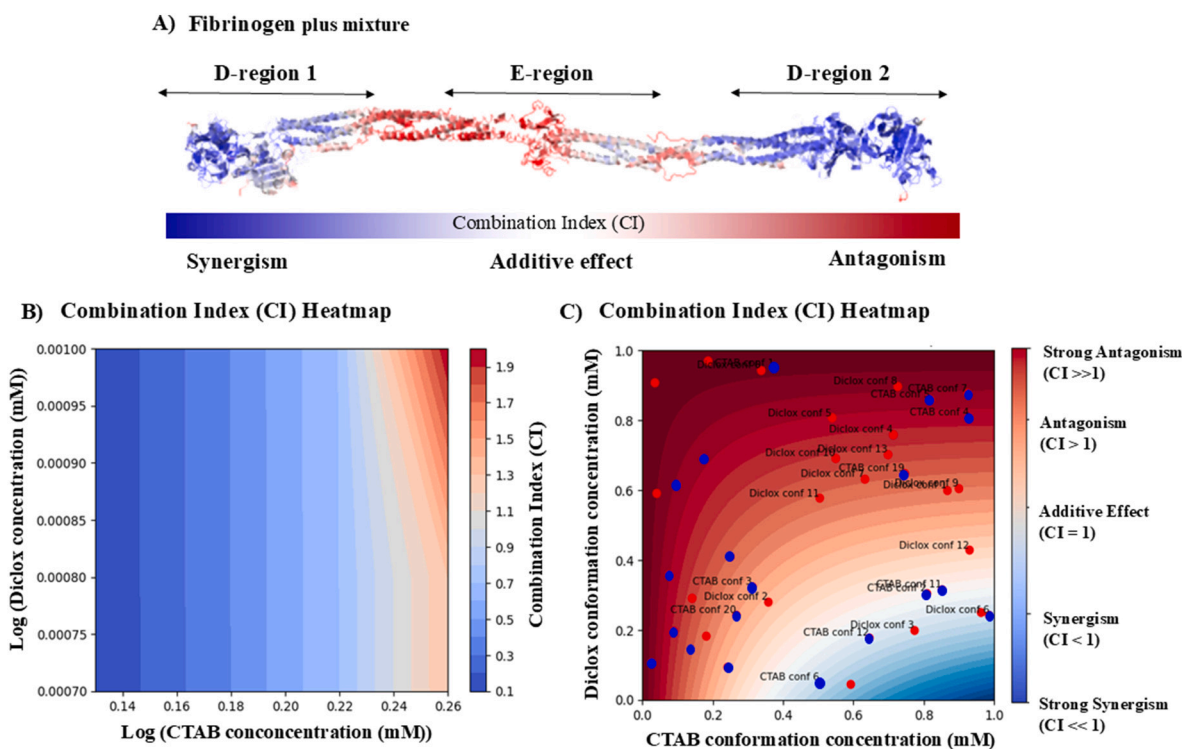 A) Fibrinogen plus mixture
D-region 1
E-region
D-region 2
Combination Index (CI)
Synergism
Additive effect
Antagonism
B) Combination Index (CI) Heatmap
Log (Diclox concentration (mM))
0.00100
0.00095
0.00090
0.00085
0.00080
0.00075
0.00070
0.14
0.16
0.18
0.20
0.22
0.24
0.26
Log (CTAB conconcentration (mM))
1.9
1.7
1.5
1.3
1.1
0.9
0.7
0.5
0.3
0.1
Combination Index (CI)
C) Combination Index (CI) Heatmap
Diclox conformation concentration (mM)
1.0
0.8
0.6
0.4
0.2
0.0
Diclox conf 8
CTAB conf 7
CTAB conf 4
Diclox conf 5
Diclox conf 4
Diclox conf 13
Diclox conf 10
CTAB conf 19
Diclox conf 7
Diclox conf 9
Diclox conf 11
Diclox conf 12
CTAB conf 3
CTAB conf 11
Diclox conf 2
CTAB conf 20
Diclox conf 6
Diclox conf 3
CTAB conf 12
CTAB conf 6
0.0
0.2
0.4
0.6
0.8
1.0
CTAB conformation concentration (mM)
Strong Antagonism
(CI >>1)
Antagonism
(CI > 1)
Additive Effect
(CI = 1)
Synergism
(CI < 1)
Strong Synergism
(CI << 1)